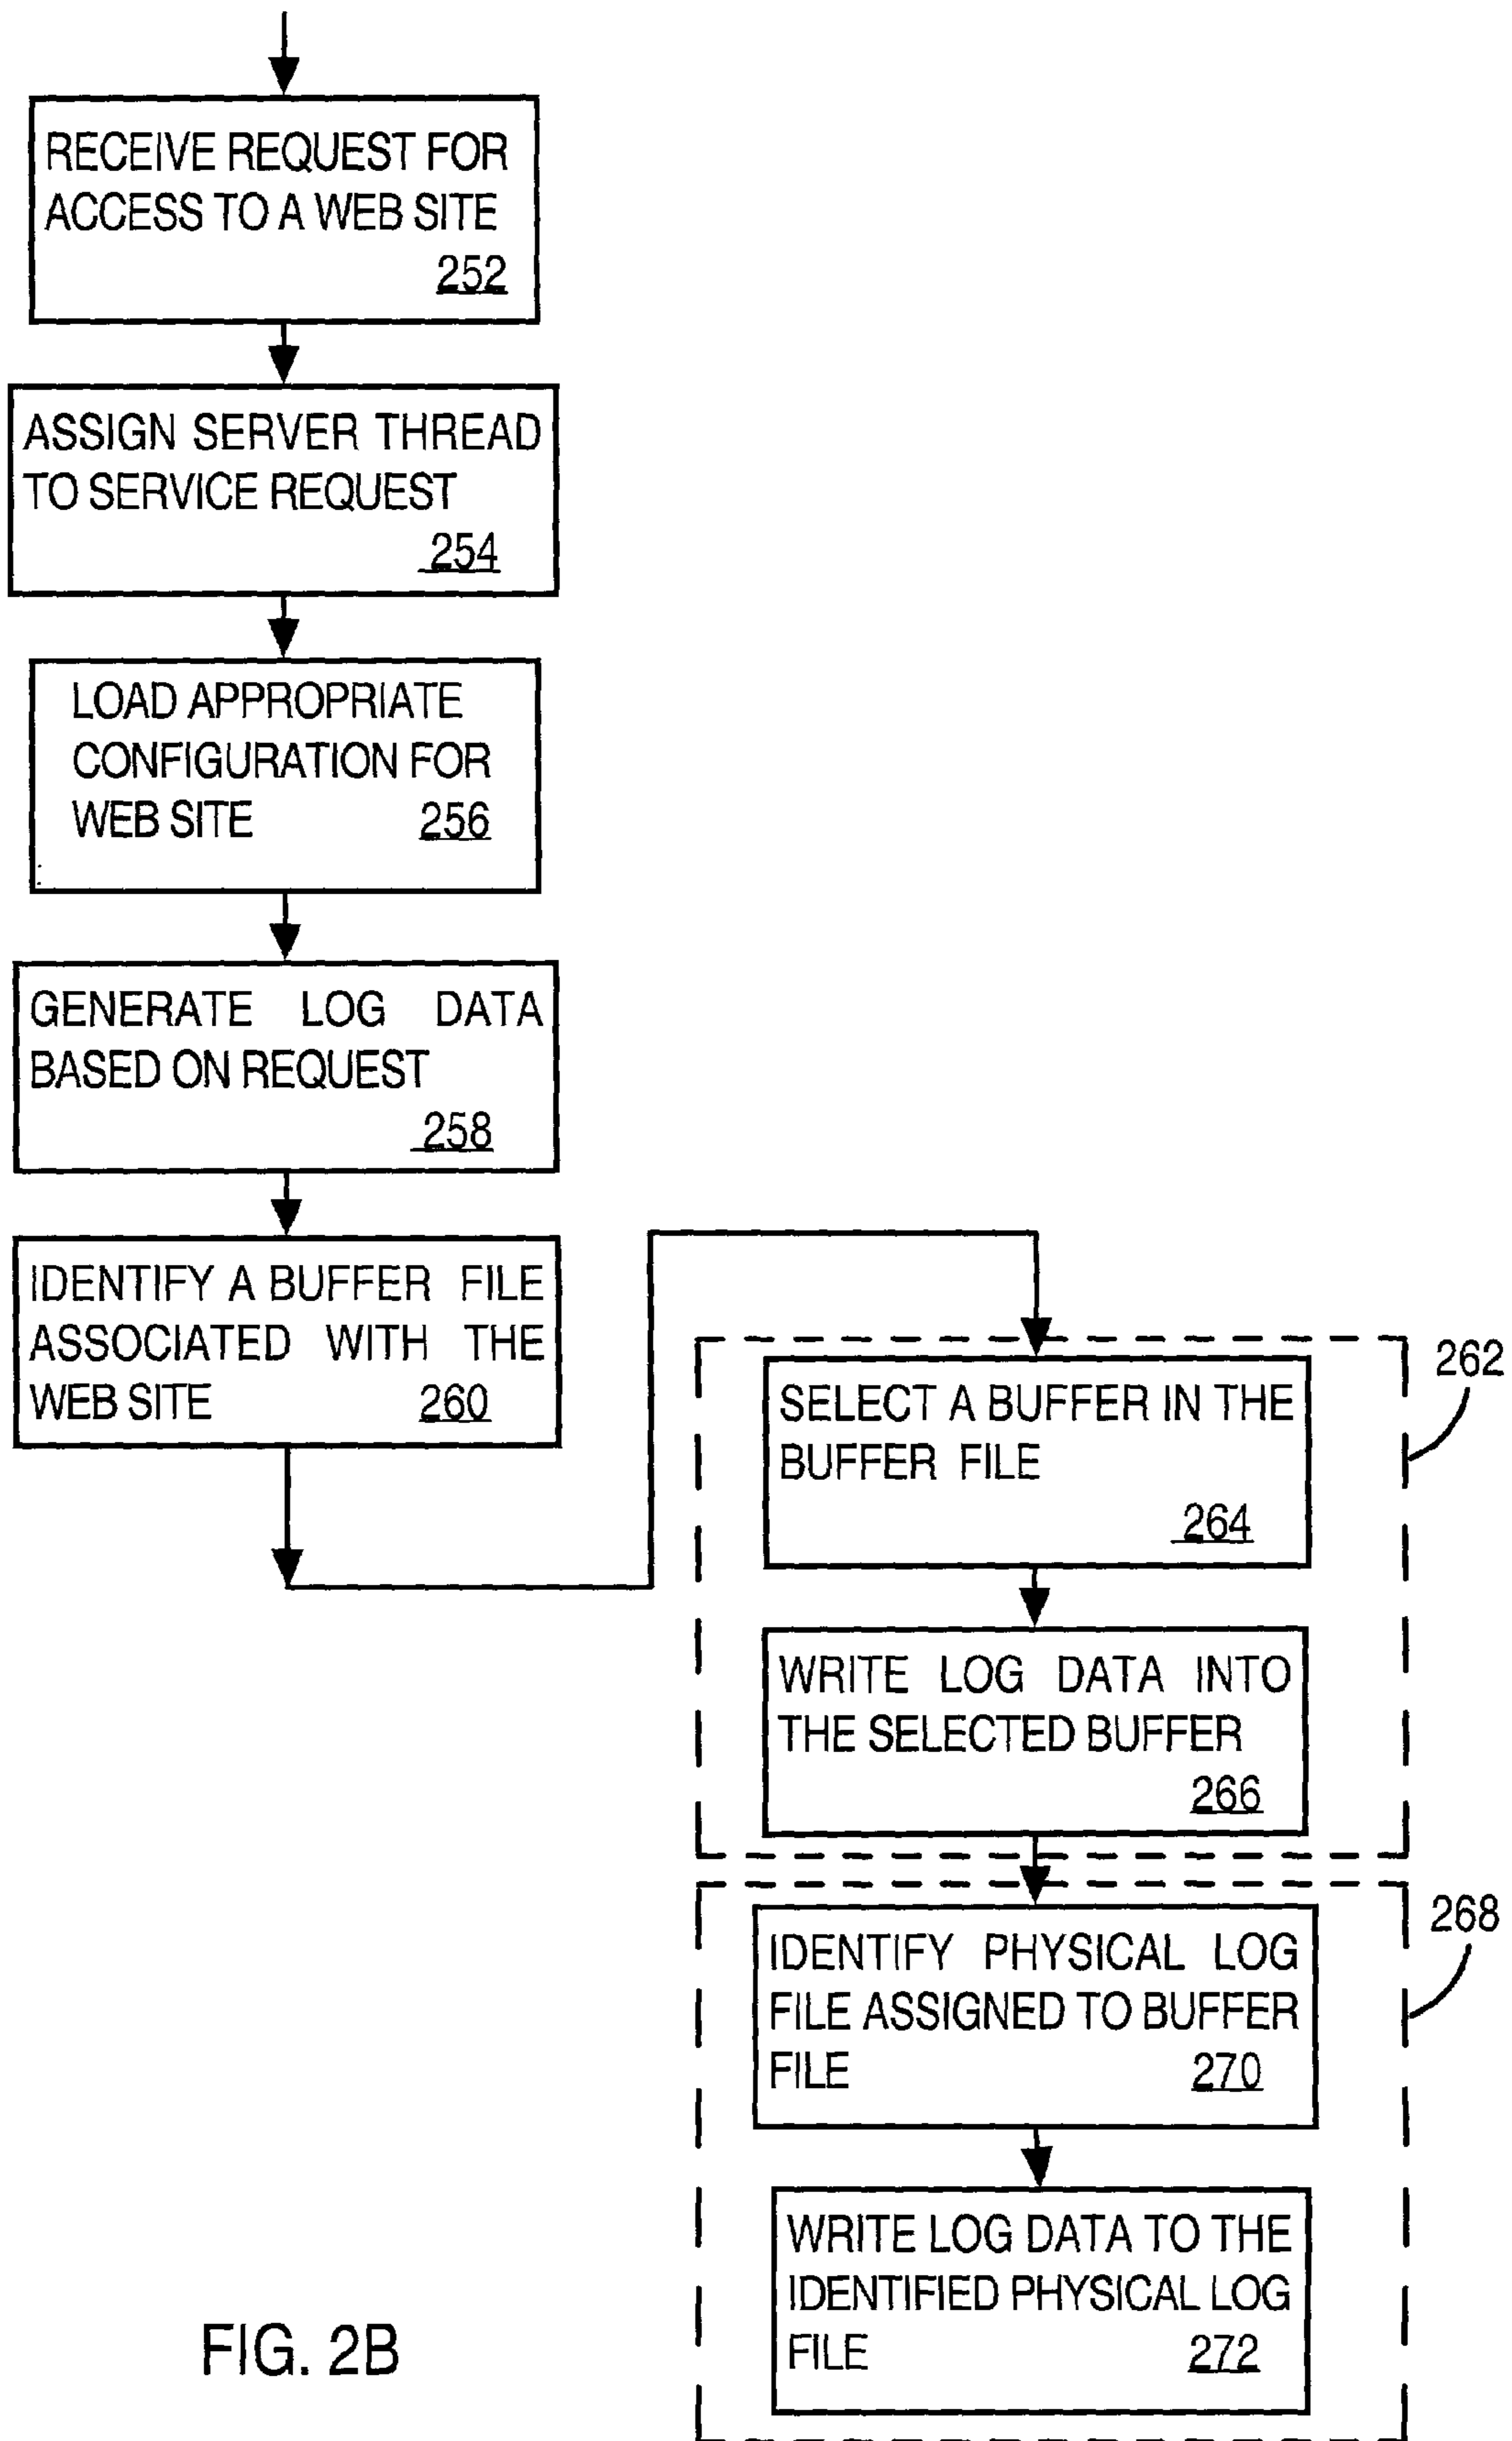 RECEIVE REQUEST FOR
ACCESS TO A WEB SITE
252
ASSIGN SERVER THREAD
TO SERVICE REQUEST
254
LOAD APPROPRIATE
CONFIGURATION FOR
WEB SITE 256
GENERATE LOG DATA
BASED ON REQUEST
258
IDENTIFY A BUFFER FILE
ASSOCIATED WITH THE
WEB SITE 260
262
SELECT A BUFFER IN THE
BUFFER FILE
264
WRITE LOG DATA INTO
THE SELECTED BUFFER
266
268
IDENTIFY PHYSICAL LOG
FILE ASSIGNED TO BUFFER
FILE 270
WRITE LOG DATA TO THE
IDENTIFIED PHYSICAL LOG
FILE 272
FIG. 2B